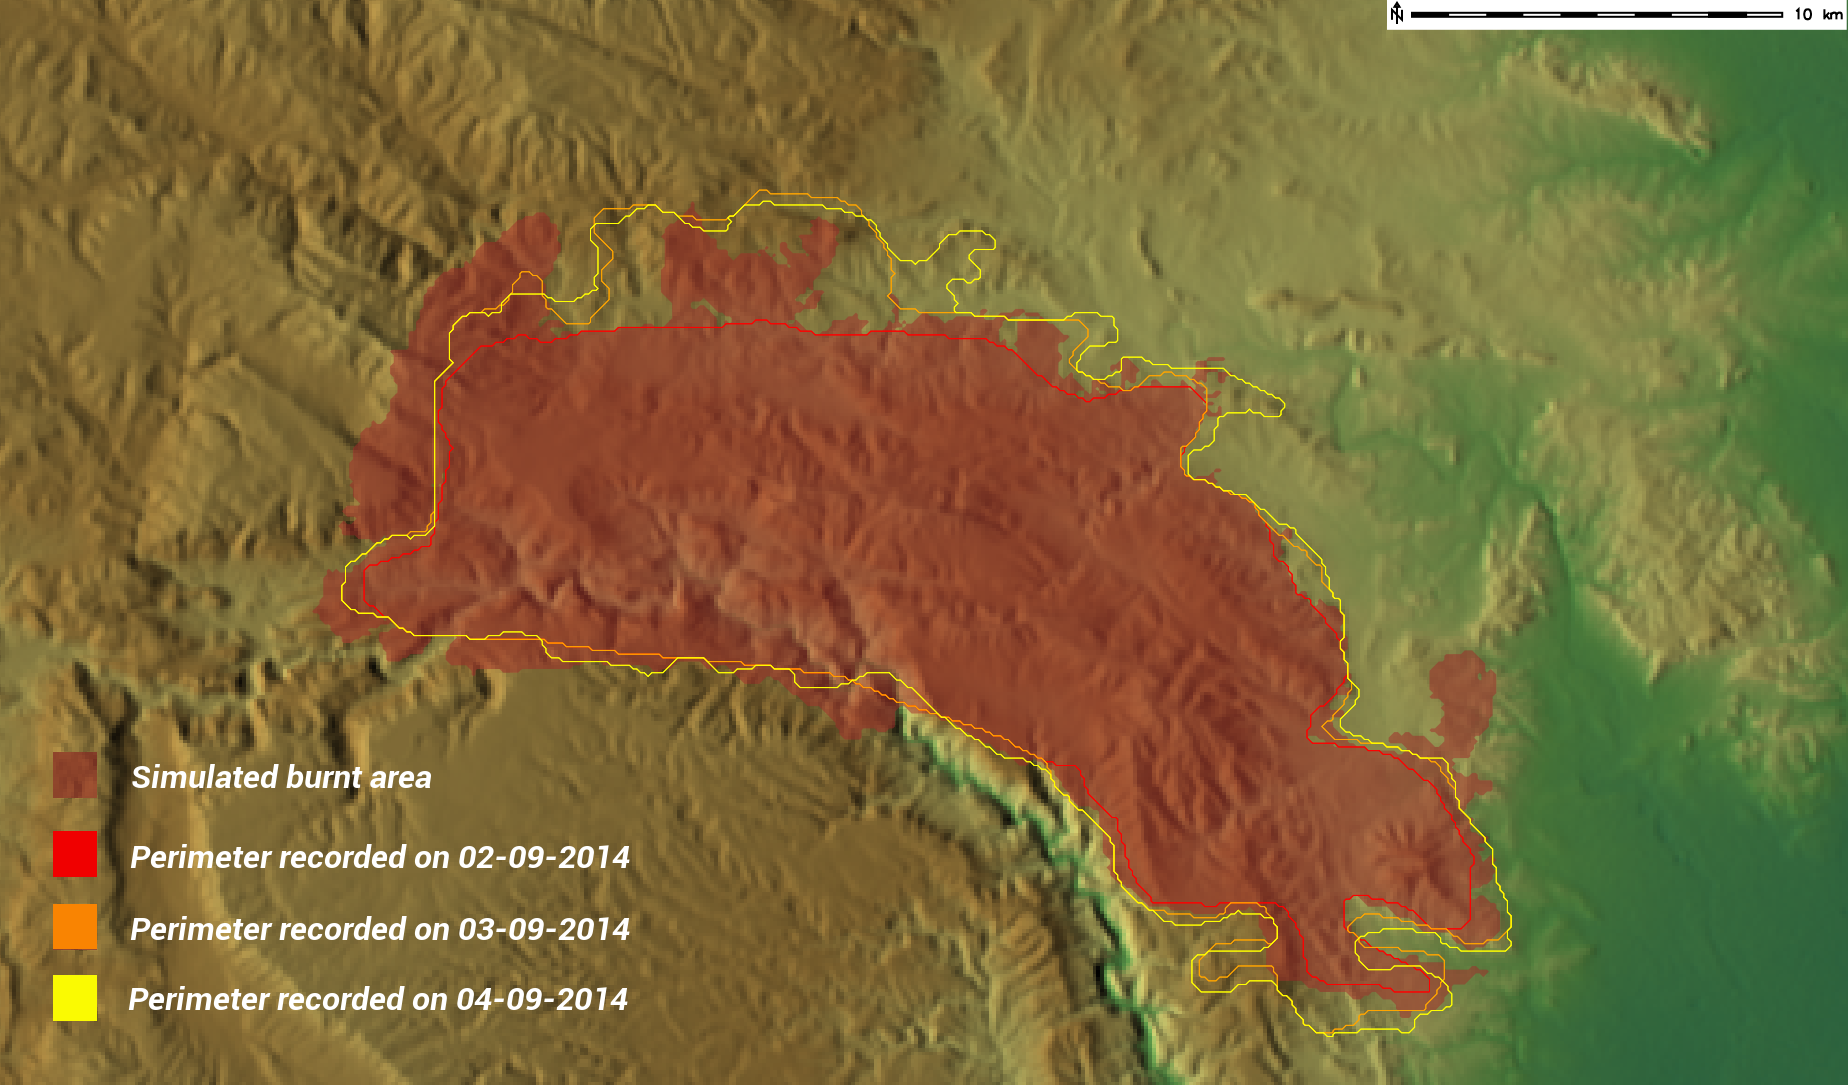 N
10 km
Simulated burnt area
Perimeter recorded on 02-09-2014
Perimeter recorded on 03-09-2014
Perimeter recorded on 04-09-2014